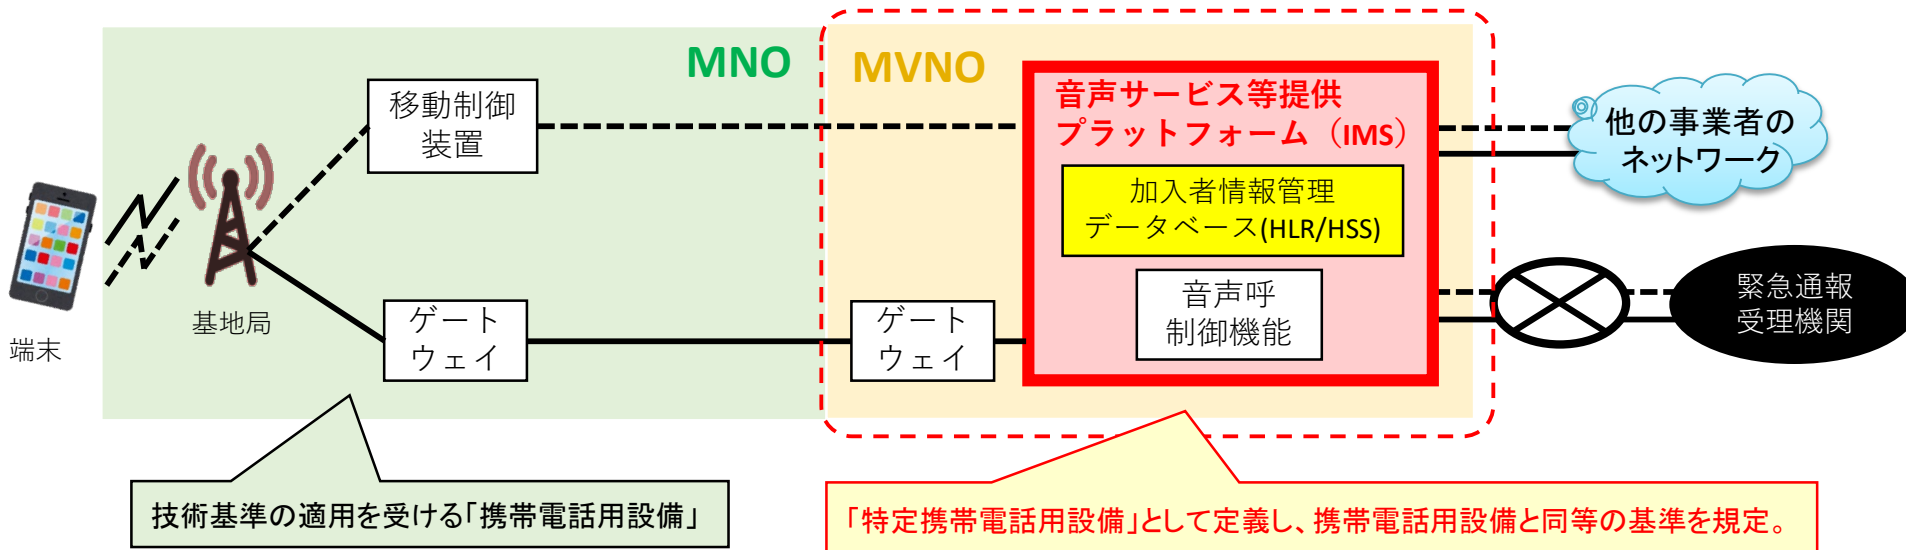 MNO
MVNO
移動制御
装置
音声サービス等提供
プラットフォーム（IMS）
加入者情報管理
データベース(HLR/HSS)
音声呼
制御機能
他の事業者の
ネットワーク
緊急通報
受理機関
端末
基地局
ゲート
ウェイ
ゲート
ウェイ
技術基準の適用を受ける「携帯電話用設備」
「特定携帯電話用設備」として定義し、携帯電話用設備と同等の基準を規定。